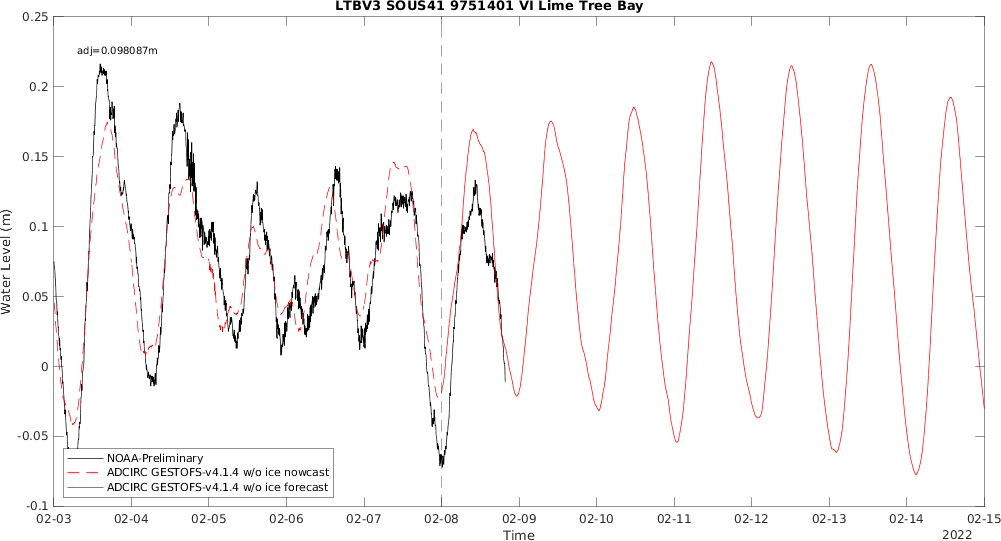 LTBV3 SOUS41 9751401 VI Lime Tree Bay
adj=0.098087m
0.25
0.2
0.15
0.1
0.05
0
-0.05
-0.1
Water Level (m)
NOAA-Preliminary
ADCIRC GESTOFS-v4.1.4 w/o ice nowcast
ADCIRC GESTOFS-v4.1.4 w/o ice forecast
02-03 02-04 02-05 02-06 02-07 02-08 02-09 02-10 02-11 02-12 02-13 02-14 02-15
Time
2022